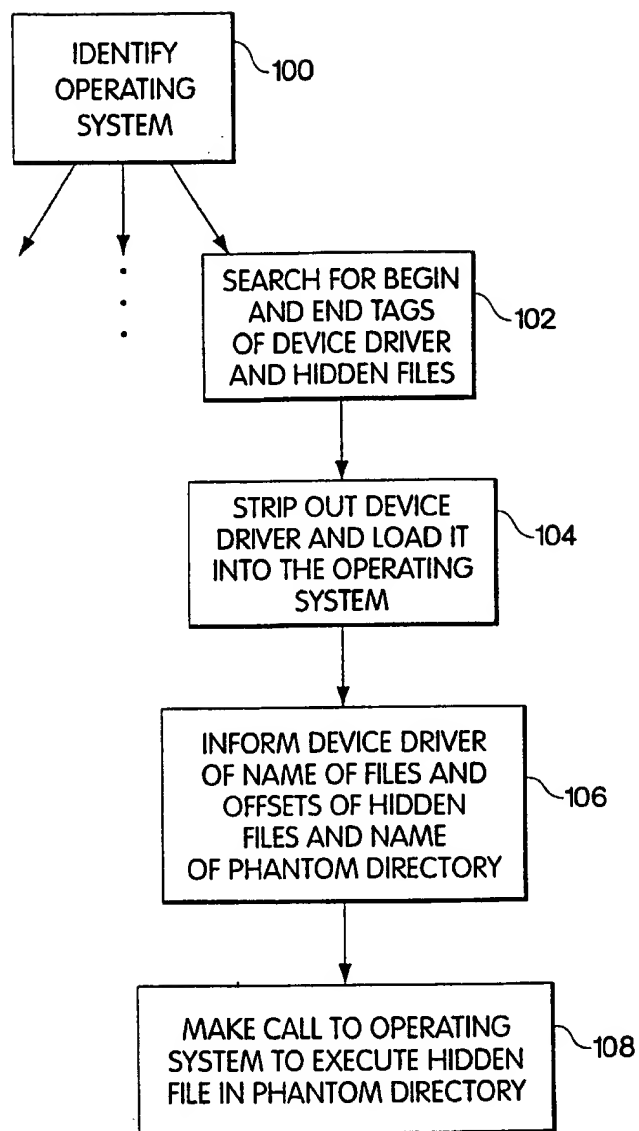 IDENTIFY
OPERATING
SYSTEM
100
SEARCH FOR BEGIN
AND END TAGS
OF DEVICE DRIVER
AND HIDDEN FILES
102
STRIP OUT DEVICE
DRIVER AND LOAD IT
INTO THE OPERATING
SYSTEM
104
INFORM DEVICE DRIVER
OF NAME OF FILES AND
OFFSETS OF HIDDEN
FILES AND NAME
OF PHANTOM DIRECTORY
106
MAKE CALL TO OPERATING
SYSTEM TO EXECUTE HIDDEN
FILE IN PHANTOM DIRECTORY
108